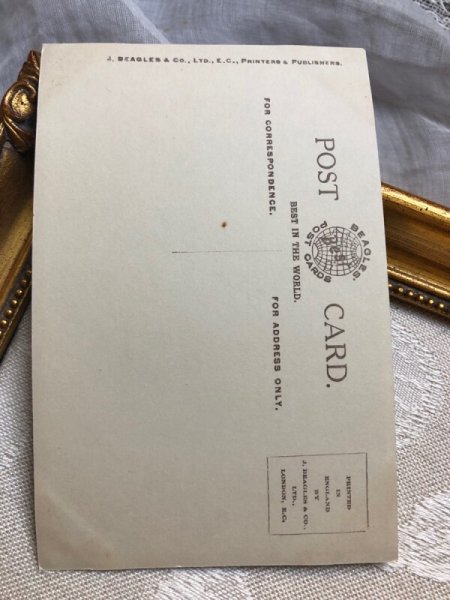 J. BEAGLES & CO., LTD., E.C., PRINTERS & PUBLISHERS.
POST CARD.
BEAGLES'
Best
POST CARDS
BEST IN THE WORLD.
FOR CORRESPONDENCE.
FOR ADDRESS ONLY.
PRINTED
IN
ENGLAND
BY
J. BEAGLES & CO.,
LTD.,
LONDON, E.C.